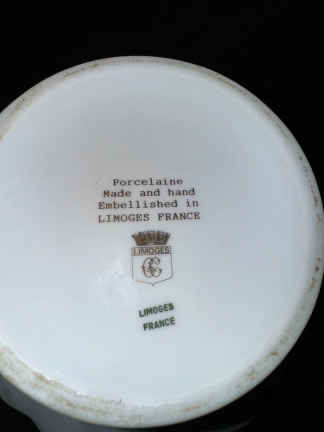 Porcelaine
Made and hand
Embellished in
LIMOGES FRANCE
LIMOGES
LIMOGES
FRANCE